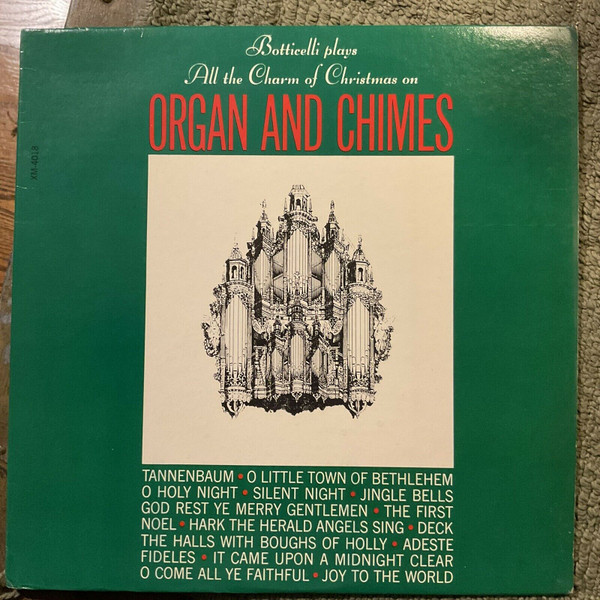 Botticelli plays
All the Charm of Christmas on
ORGAN AND CHIMES
XM-4018
TANNENBAUM • O LITTLE TOWN OF BETHLEHEM
O HOLY NIGHT • SILENT NIGHT • JINGLE BELLS
GOD REST YE MERRY GENTLEMEN • THE FIRST
NOEL • HARK THE HERALD ANGELS SING • DECK
THE HALLS WITH BOUGHS OF HOLLY • ADESTE
FIDELES • IT CAME UPON A MIDNIGHT CLEAR
O COME ALL YE FAITHFUL • JOY TO THE WORLD